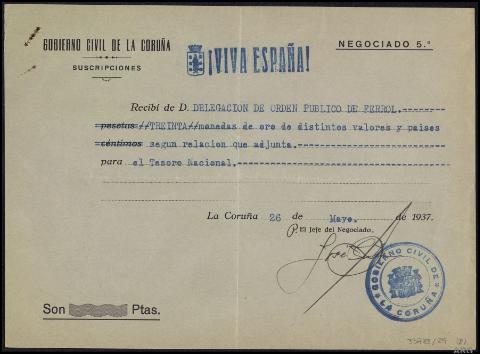 GOBIERNO CIVIL DE LA CORUÑA
SUSCRIPCIONES
¡VIVA ESPAÑA!
NEGOCIADO 5.º
Recibí de D. DELEGACION DE ORDEN PUBLICO DE FERROL.--------
pesetas //TREINTA//monedas de oro de distintos valores y paises
céntimos segun relacion que adjunta.--------
para el Tesoro Nacional.--------
La Coruña 26 de Mayo. de 1937.
P. El Jefe del Negociado,
José
GOBIERNO CIVIL DE LA CORUÑA
Son Ptas.